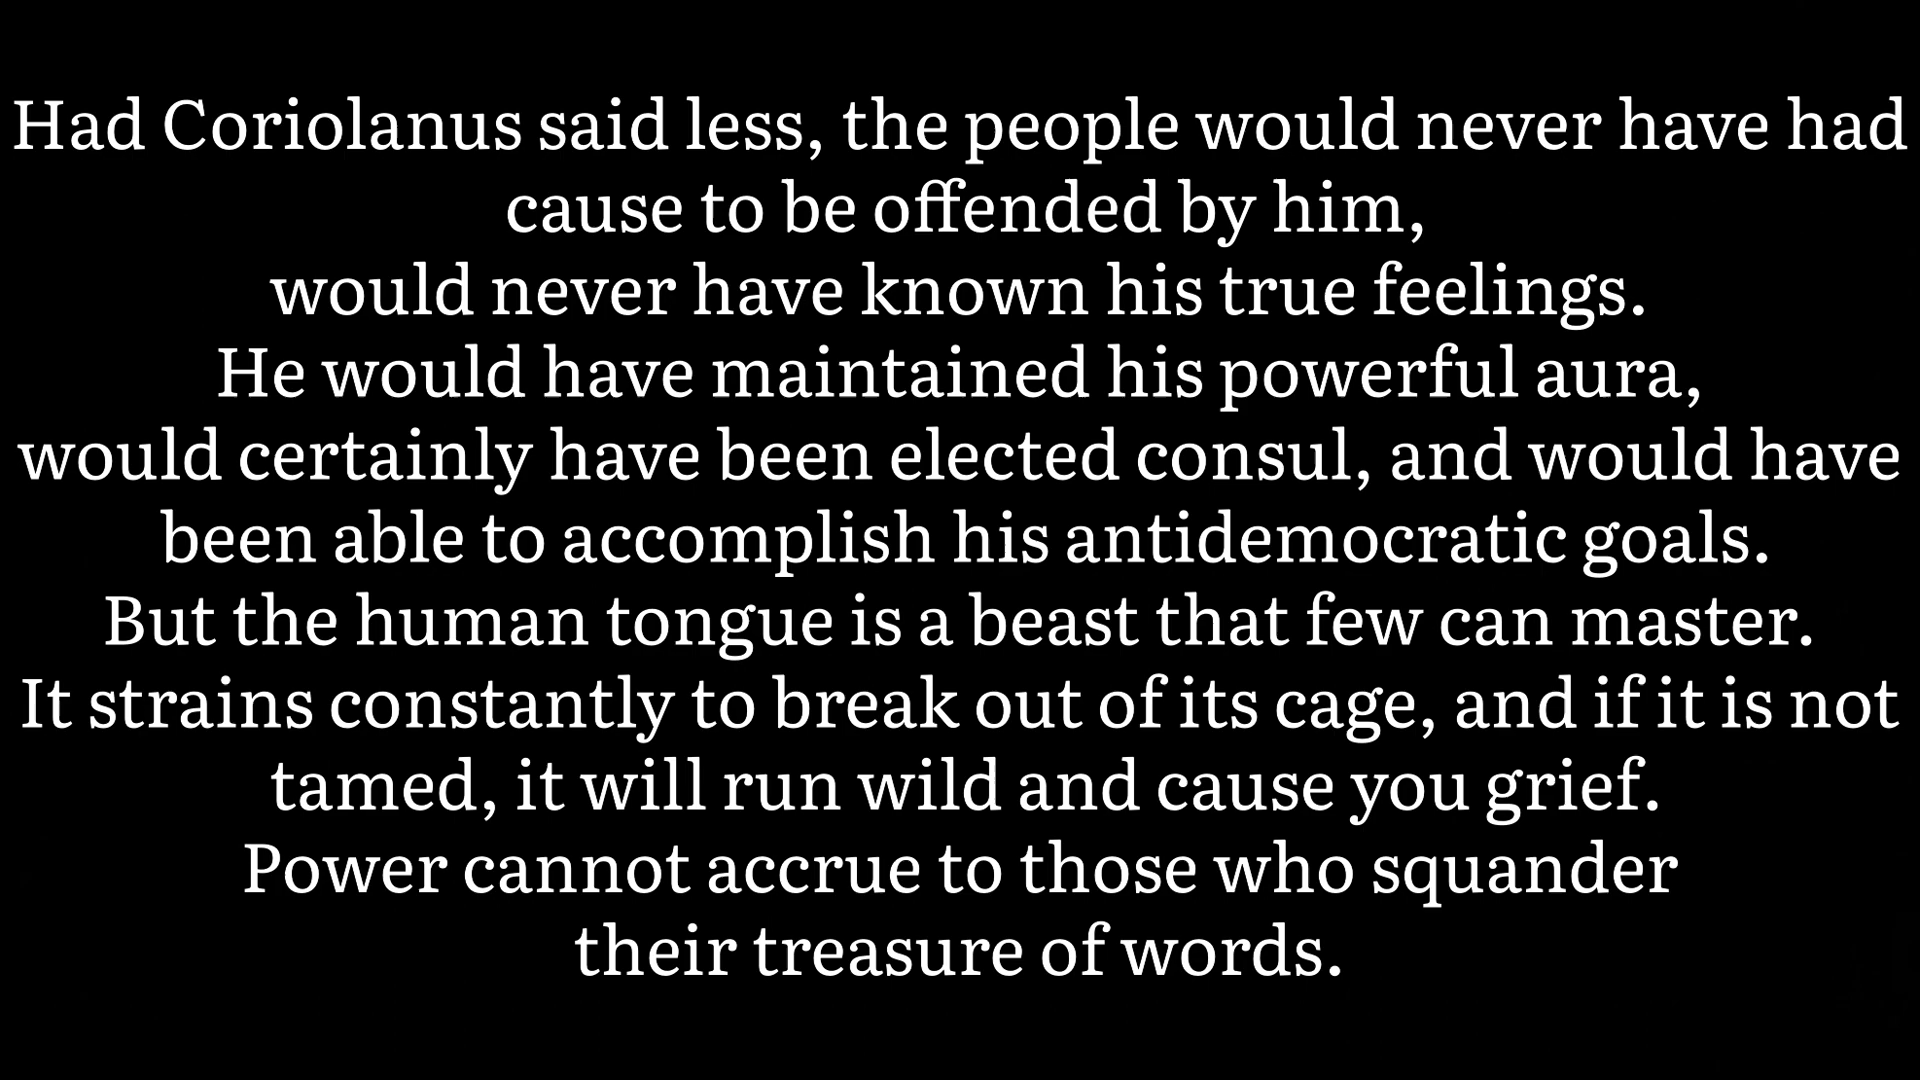 Had Coriolanus said less, the people would never have had
cause to be offended by him,
would never have known his true feelings.
He would have maintained his powerful aura,
would certainly have been elected consul, and would have
been able to accomplish his antidemocratic goals.
But the human tongue is a beast that few can master.
It strains constantly to break out of its cage, and if it is not
tamed, it will run wild and cause you grief.
Power cannot accrue to those who squander
their treasure of words.